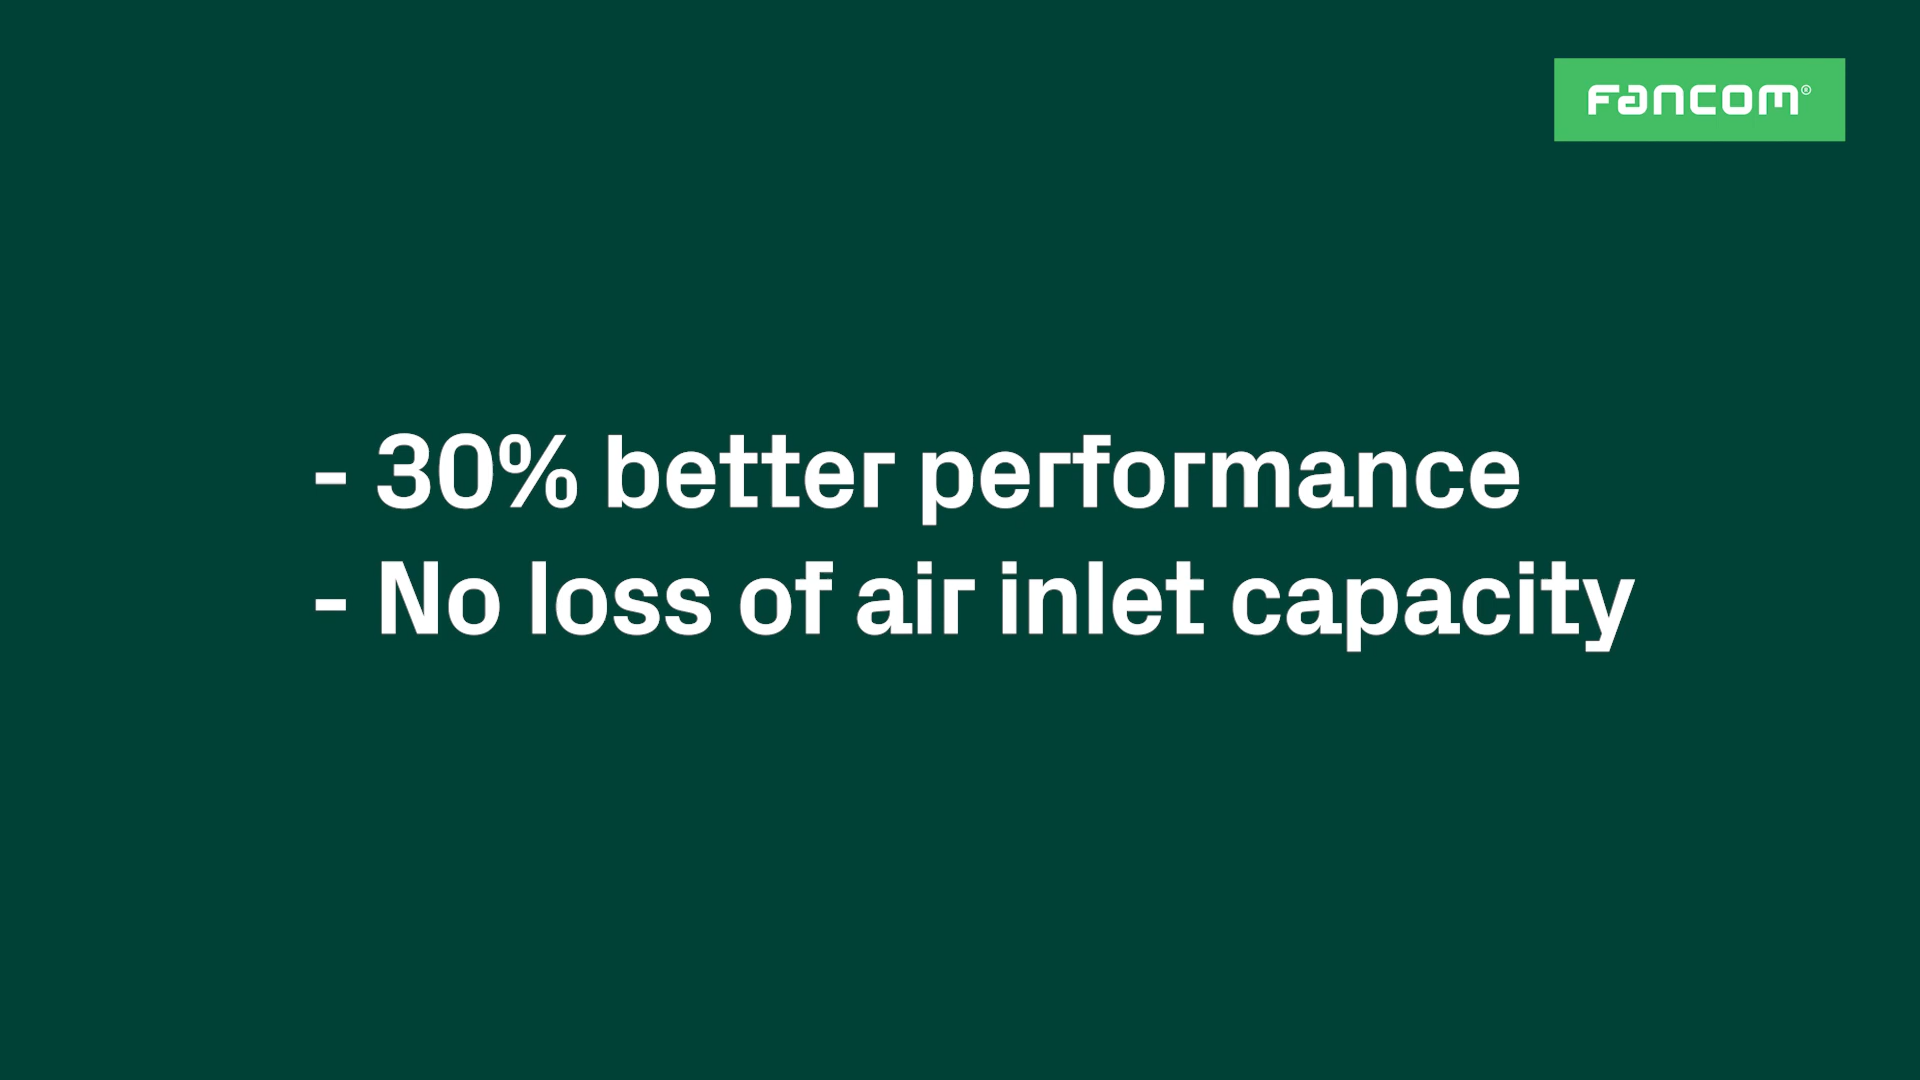 Fancom®
- 30% better performance
- No loss of air inlet capacity